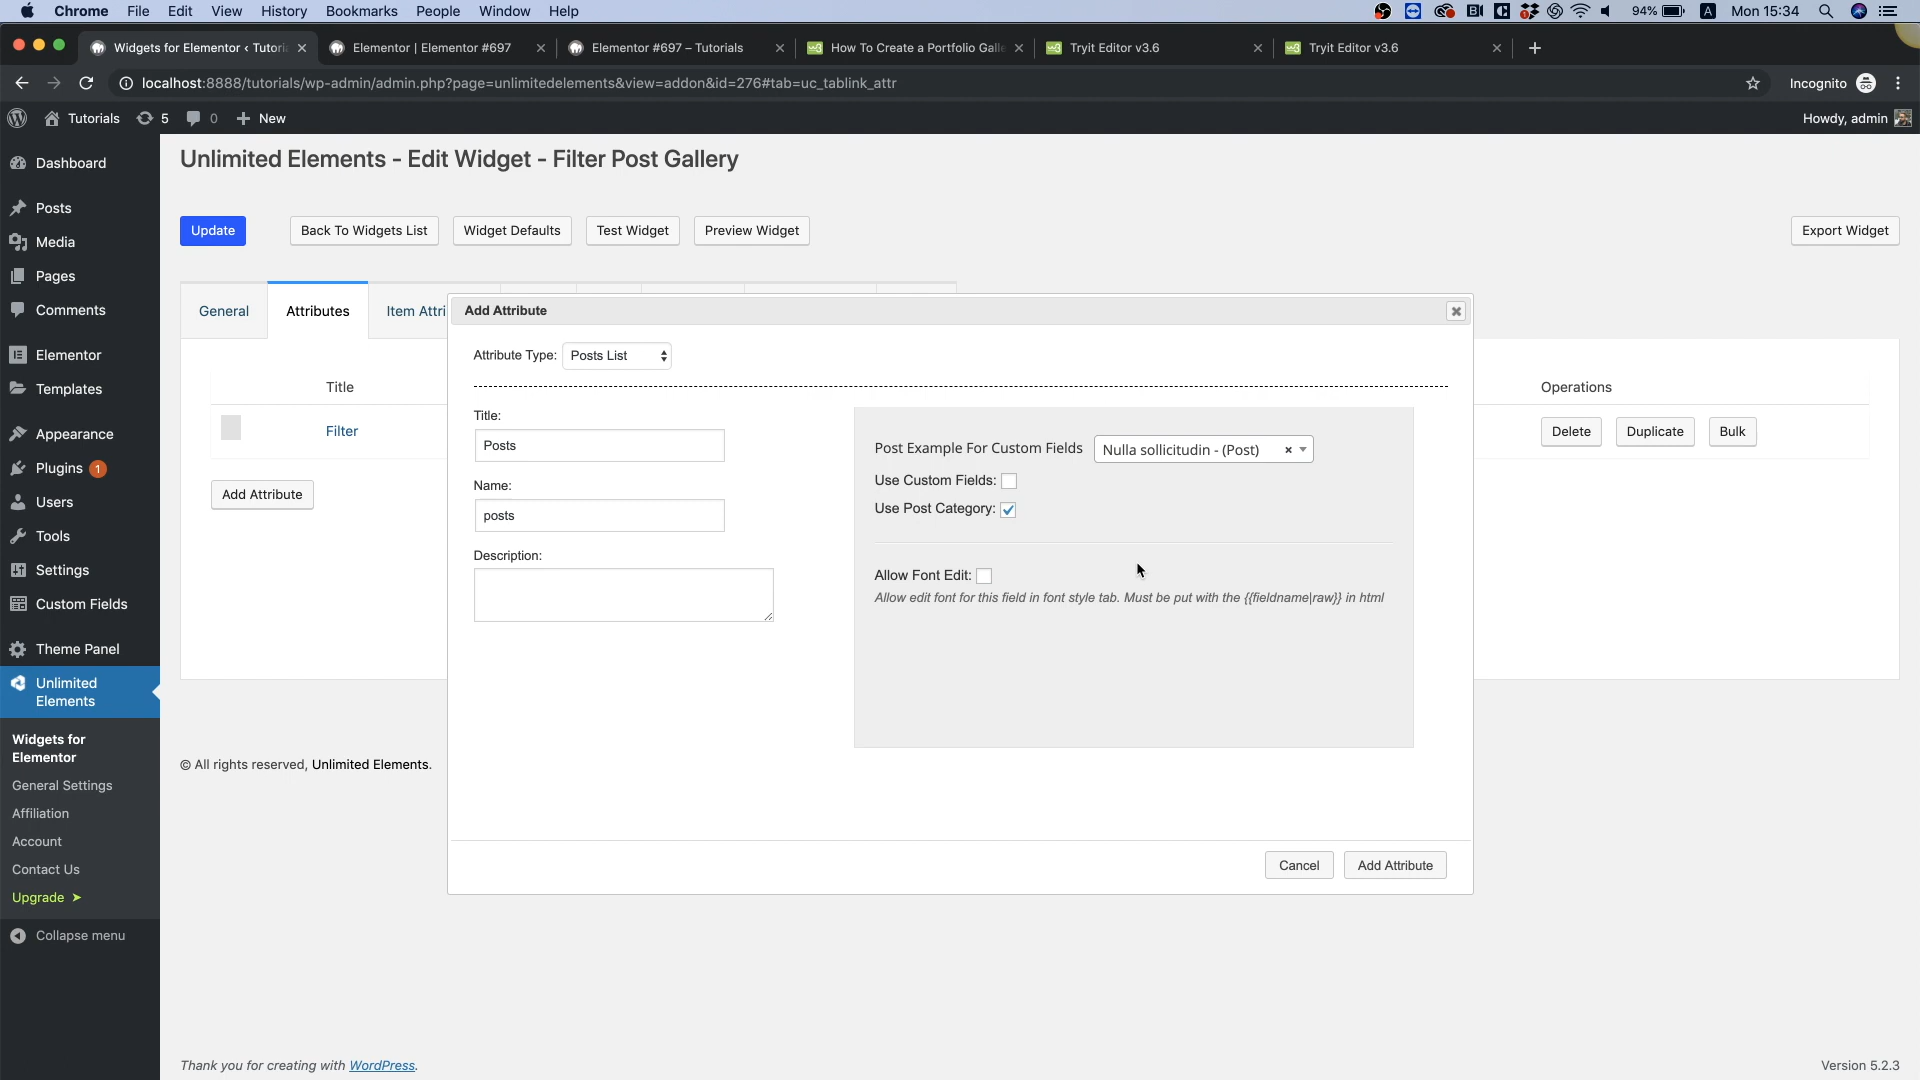 Chrome File Edit View History Bookmarks People Window Help 94% A Mon 15:34
Widgets for Elementor ‹ Tutori
Elementor | Elementor #697
Elementor #697 – Tutorials
How To Create a Portfolio Galle
Tryit Editor v3.6
Tryit Editor v3.6
localhost:8888/tutorials/wp-admin/admin.php?page=unlimitedelements&view=addon&id=276#tab=uc_tablink_attr
Incognito
Tutorials 5 0 New
Howdy, admin
Dashboard
Posts
Media
Pages
Comments
Elementor
Templates
Appearance
Plugins 1
Users
Tools
Settings
Custom Fields
Theme Panel
Unlimited
Elements
Widgets for
Elementor
General Settings
Affiliation
Account
Contact Us
Upgrade ➤
Collapse menu
Unlimited Elements - Edit Widget - Filter Post Gallery
Update
Back To Widgets List
Widget Defaults
Test Widget
Preview Widget
Export Widget
General
Attributes
Item Attri
Title
Operations
Filter
Delete
Duplicate
Bulk
Add Attribute
© All rights reserved, Unlimited Elements.
Add Attribute
Attribute Type: Posts List
Title:
Posts
Name:
posts
Description:
Post Example For Custom Fields Nulla sollicitudin - (Post) ×
Use Custom Fields:
Use Post Category:
Allow Font Edit:
Allow edit font for this field in font style tab. Must be put with the {{fieldname|raw}} in html
Cancel
Add Attribute
Thank you for creating with WordPress.
Version 5.2.3